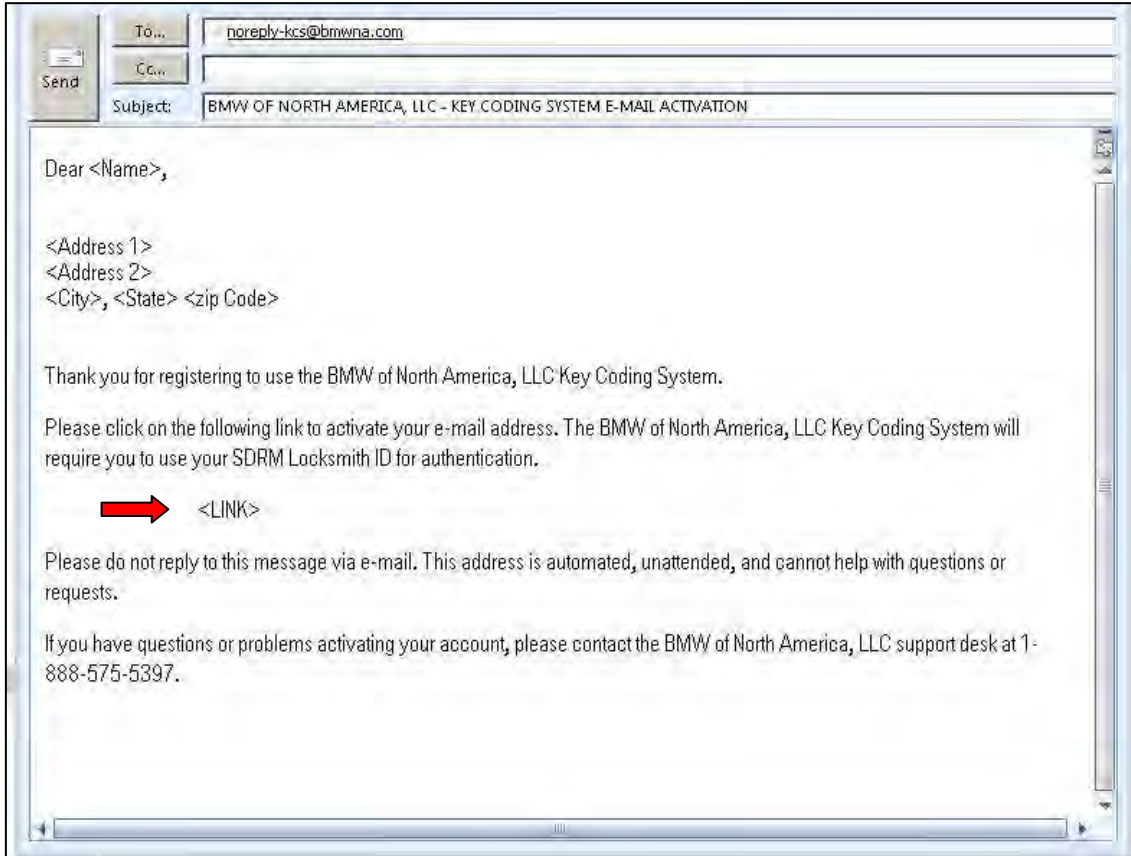 To...
noreply-kcs@bmwna.com
Send
Cc...
Subject:
BMW OF NORTH AMERICA, LLC - KEY CODING SYSTEM E-MAIL ACTIVATION
Dear <Name>,
<Address 1>
<Address 2>
<City>, <State> <zip Code>
Thank you for registering to use the BMW of North America, LLC Key Coding System.
Please click on the following link to activate your e-mail address. The BMW of North America, LLC Key Coding System will
require you to use your SDRM Locksmith ID for authentication.
<LINK>
Please do not reply to this message via e-mail. This address is automated, unattended, and cannot help with questions or
requests.
If you have questions or problems activating your account, please contact the BMW of North America, LLC support desk at 1-
888-575-5397.